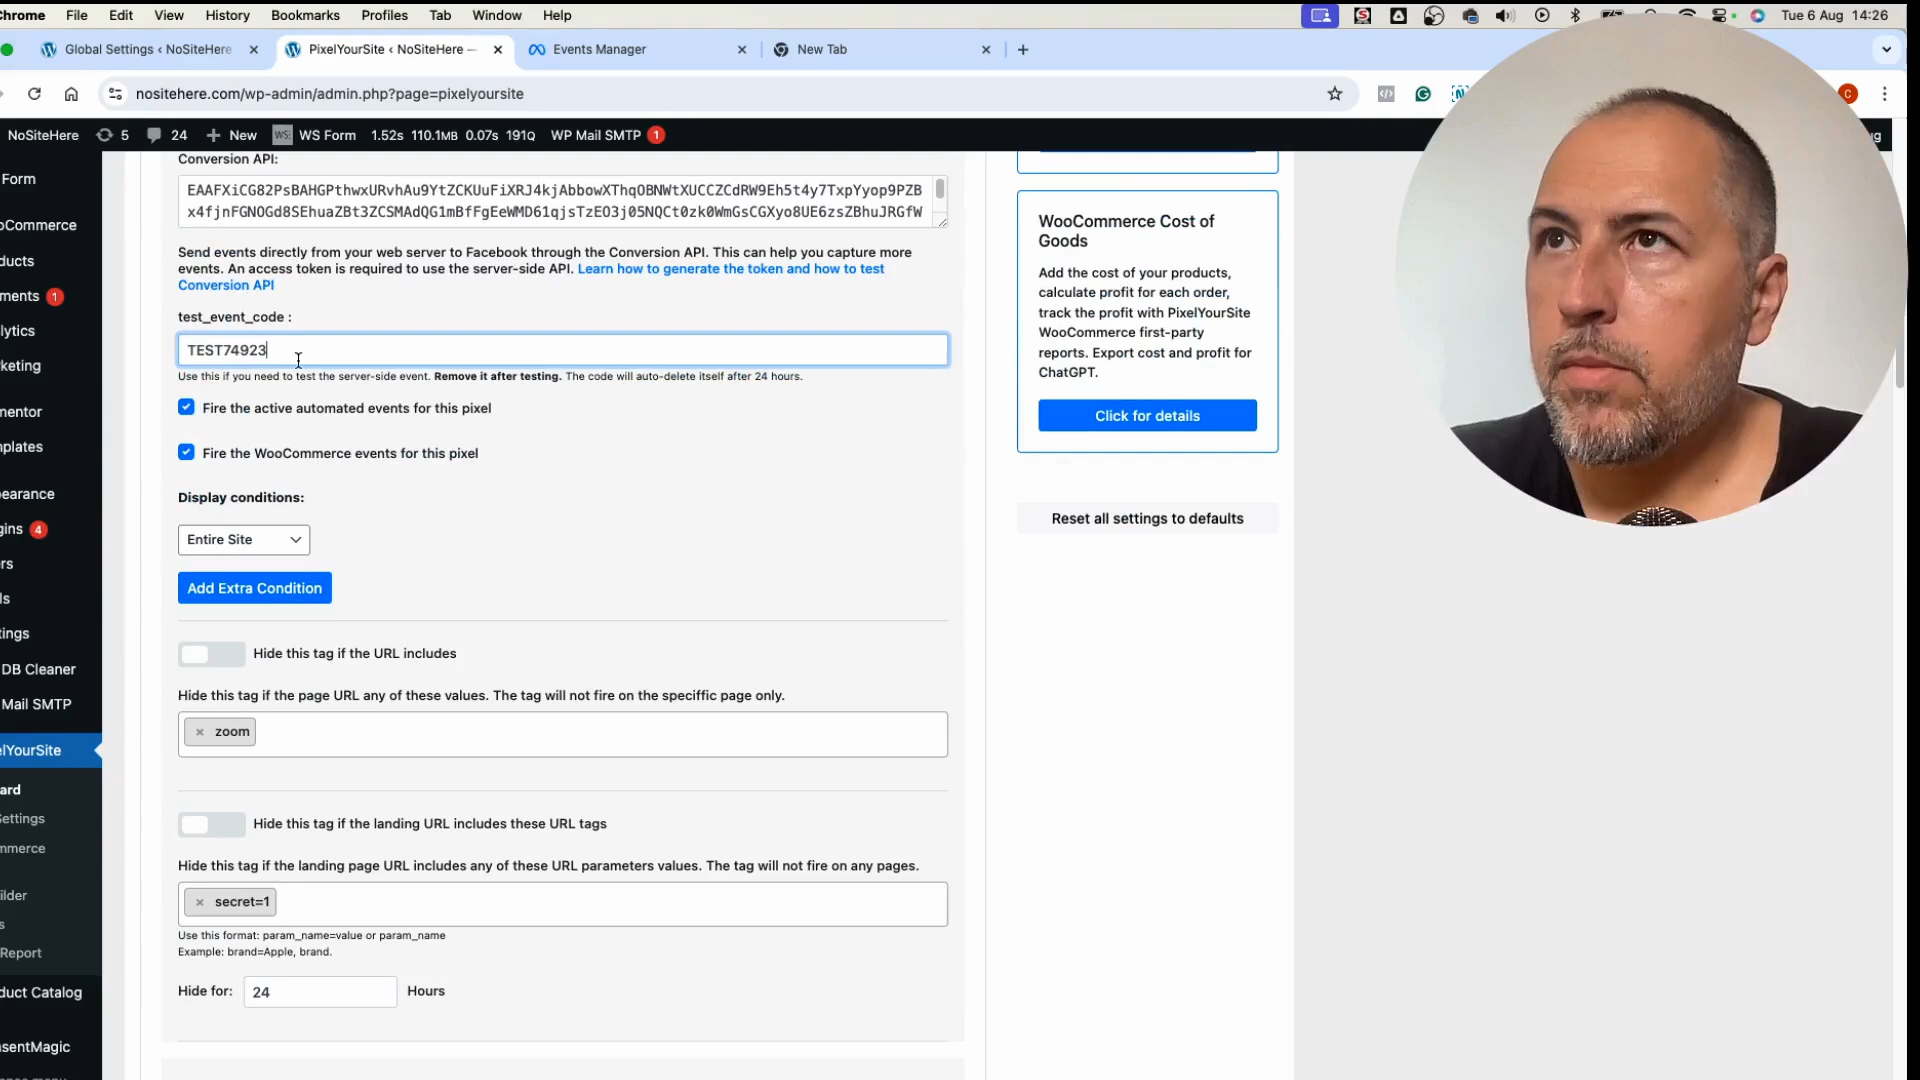 Chrome File Edit View History Bookmarks Profiles Tab Window Help Tue 6 Aug 14:26
Global Settings ‹ NoSiteHere PixelYourSite ‹ NoSiteHere — Events Manager New Tab
nositehere.com/wp-admin/admin.php?page=pixelyoursite
NoSiteHere 5 24 New WS Form 1.52s 110.1MB 0.07s 191Q WP Mail SMTP 1
Form
oCommerce
ducts
ments 1
lytics
keting
mentor
nplates
earance
gins 4
ers
ls
tings
DB Cleaner
Mail SMTP
elYourSite
ard
Settings
mmerce
ilder
s
Report
duct Catalog
nsentMagic
Conversion API:
EAAFXiCG82PsBAHGPthwxURvhAu9YtZCKUuFiXRJ4kjAbbowXThqOBNWtXUCCZCdRW9Eh5t4y7TxpYyop9PZB
x4fjnFGNOGd8SEhuaZBt3ZCSMAdQG1mBfFgEeWMD61qjsTzEO3j05NQCt0zk0WmGsCGXyo8UE6zsZBhuJRGfW
Send events directly from your web server to Facebook through the Conversion API. This can help you capture more
events. An access token is required to use the server-side API. Learn how to generate the token and how to test
Conversion API
test_event_code :
TEST74923
Use this if you need to test the server-side event. Remove it after testing. The code will auto-delete itself after 24 hours.
Fire the active automated events for this pixel
Fire the WooCommerce events for this pixel
Display conditions:
Entire Site
Add Extra Condition
Hide this tag if the URL includes
Hide this tag if the page URL any of these values. The tag will not fire on the speciffic page only.
× zoom
Hide this tag if the landing URL includes these URL tags
Hide this tag if the landing page URL includes any of these URL parameters values. The tag will not fire on any pages.
× secret=1
Use this format: param_name=value or param_name
Example: brand=Apple, brand.
Hide for: 24 Hours
WooCommerce Cost of
Goods
Add the cost of your products,
calculate profit for each order,
track the profit with PixelYourSite
WooCommerce first-party
reports. Export cost and profit for
ChatGPT.
Click for details
Reset all settings to defaults